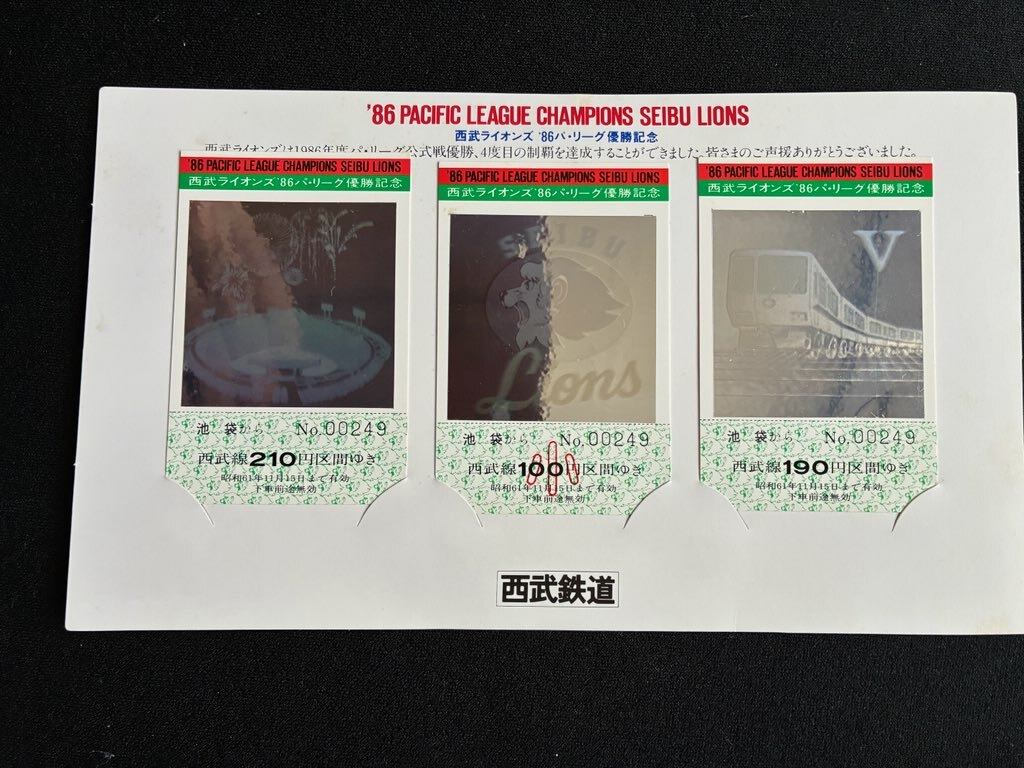 '86 PACIFIC LEAGUE CHAMPIONS SEIBU LIONS
西武ライオンズ '86パ・リーグ優勝記念
西武ライオンズは1986年度パ・リーグ公式戦優勝、4度目の制覇を達成することができました。皆さまのご声援ありがとうございました。
'86 PACIFIC LEAGUE CHAMPIONS SEIBU LIONS
西武ライオンズ'86パ・リーグ優勝記念
池袋から No.00249
西武線210円区間ゆき
昭和61年11月15日まで有効
下車前途無効
'86 PACIFIC LEAGUE CHAMPIONS SEIBU LIONS
西武ライオンズ'86パ・リーグ優勝記念
SEIBU
Lions
池袋から No.00249
西武線100円区間ゆき
小
昭和61年11月15日まで有効
下車前途無効
'86 PACIFIC LEAGUE CHAMPIONS SEIBU LIONS
西武ライオンズ'86パ・リーグ優勝記念
V
池袋から No.00249
西武線190円区間ゆき
昭和61年11月15日まで有効
下車前途無効
西武鉄道